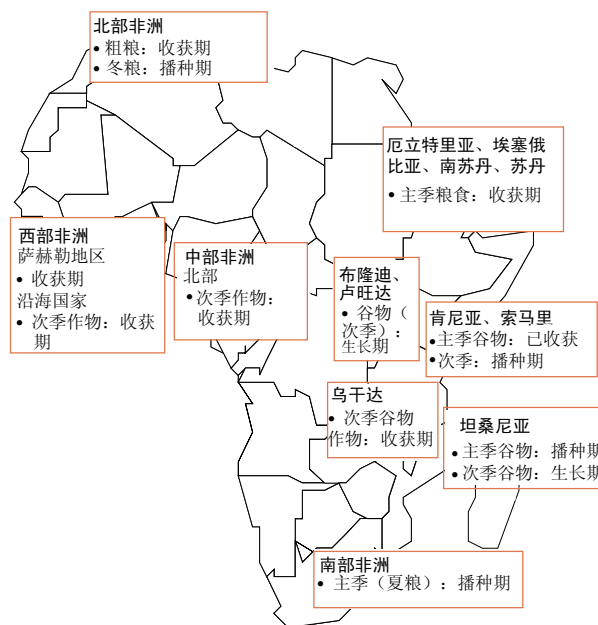 北部非洲
• 粗粮：收获期
• 冬粮：播种期
厄立特里亚、埃塞俄
比亚、南苏丹、苏丹
• 主季粮食：收获期
西部非洲
萨赫勒地区
• 收获期
沿海国家
• 次季作物：收获
期
中部非洲
北部
• 次季作物：
收获期
布隆迪、
卢旺达
• 谷物（
次季）：
生长期
肯尼亚、索马里
• 主季谷物：已收获
• 次季：播种期
乌干达
• 次季谷物
作物：收获期
坦桑尼亚
• 主季谷物：播种期
• 次季谷物：生长期
南部非洲
• 主季（夏粮）：播种期